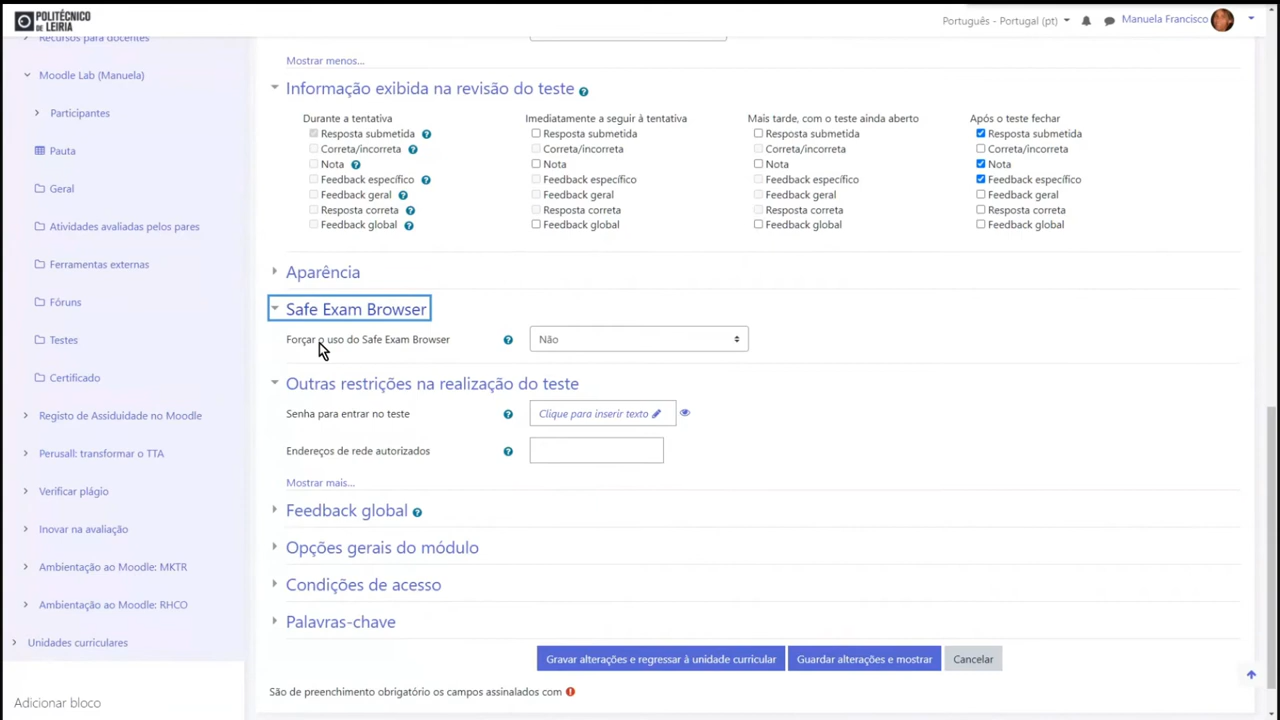 POLITÉCNICO
DE LEIRIA
Português - Portugal (pt)
Manuela Francisco
Recursos para docentes
Moodle Lab (Manuela)
Participantes
Pauta
Geral
Atividades avaliadas pelos pares
Ferramentas externas
Fóruns
Testes
Certificado
Registo de Assiduidade no Moodle
Perusall: transformar o TTA
Verificar plágio
Inovar na avaliação
Ambientação ao Moodle: MKTR
Ambientação ao Moodle: RHCO
Unidades curriculares
Adicionar bloco
Mostrar menos...
Informação exibida na revisão do teste
Durante a tentativa
Resposta submetida
Correta/incorreta
Nota
Feedback específico
Feedback geral
Resposta correta
Feedback global
Imediatamente a seguir à tentativa
Resposta submetida
Correta/incorreta
Nota
Feedback específico
Feedback geral
Resposta correta
Feedback global
Mais tarde, com o teste ainda aberto
Resposta submetida
Correta/incorreta
Nota
Feedback específico
Feedback geral
Resposta correta
Feedback global
Após o teste fechar
Resposta submetida
Correta/incorreta
Nota
Feedback específico
Feedback geral
Resposta correta
Feedback global
Aparência
Safe Exam Browser
Forçar o uso do Safe Exam Browser
Não
Outras restrições na realização do teste
Senha para entrar no teste
Clique para inserir texto
Endereços de rede autorizados
Mostrar mais...
Feedback global
Opções gerais do módulo
Condições de acesso
Palavras-chave
Gravar alterações e regressar à unidade curricular
Guardar alterações e mostrar
Cancelar
São de preenchimento obrigatório os campos assinalados com